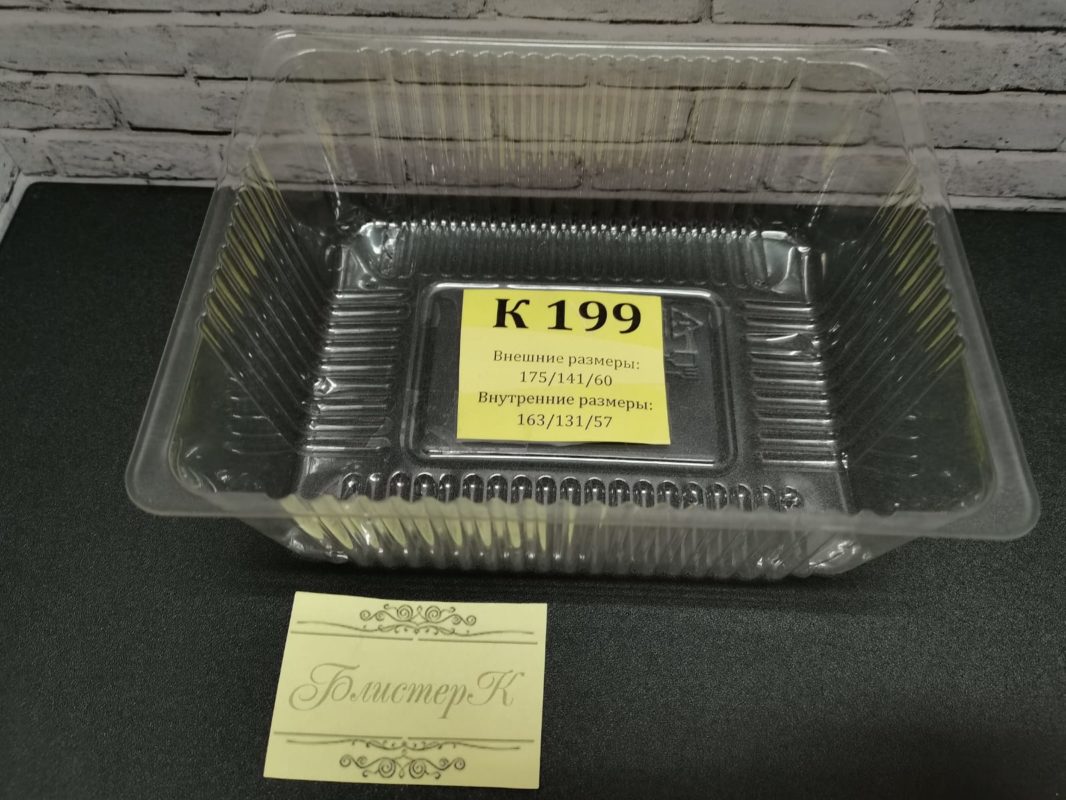 К 199
Внешние размеры:
175/141/60
Внутренние размеры:
163/131/57
БлистерК